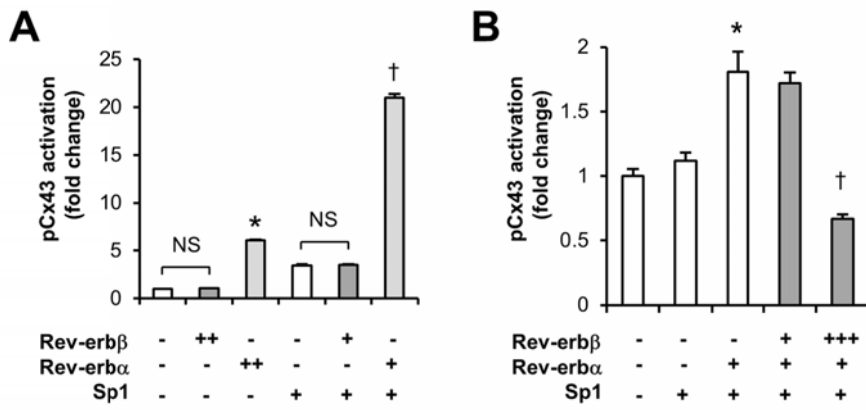 A
pCx43 activation
(fold change)
25
20
15
10
5
0
NS
*
NS
†
Rev-erbβ - ++ - - + -
Rev-erbα - - ++ - - +
Sp1 - - - + + +
B
pCx43 activation
(fold change)
2
1.5
1
0.5
0
*
†
Rev-erbβ - - - + +++
Rev-erbα - - + + +
Sp1 - + + + +